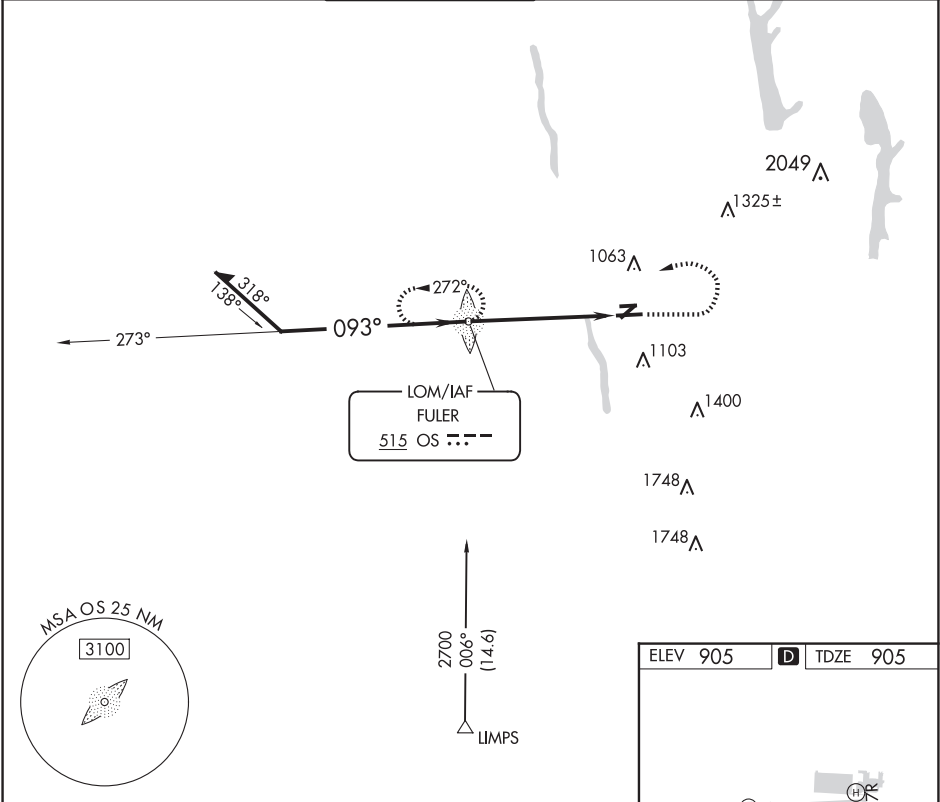 2049
1325±
1063
272°
318°
138°
093°
273°
1103
LOM/IAF
FULER
515 OS
1400
1748
1748
MSA OS 25 NM
3100
2700
006°
(14.6)
LIMPS
ELEV 905 D TDZE 905
H
7R